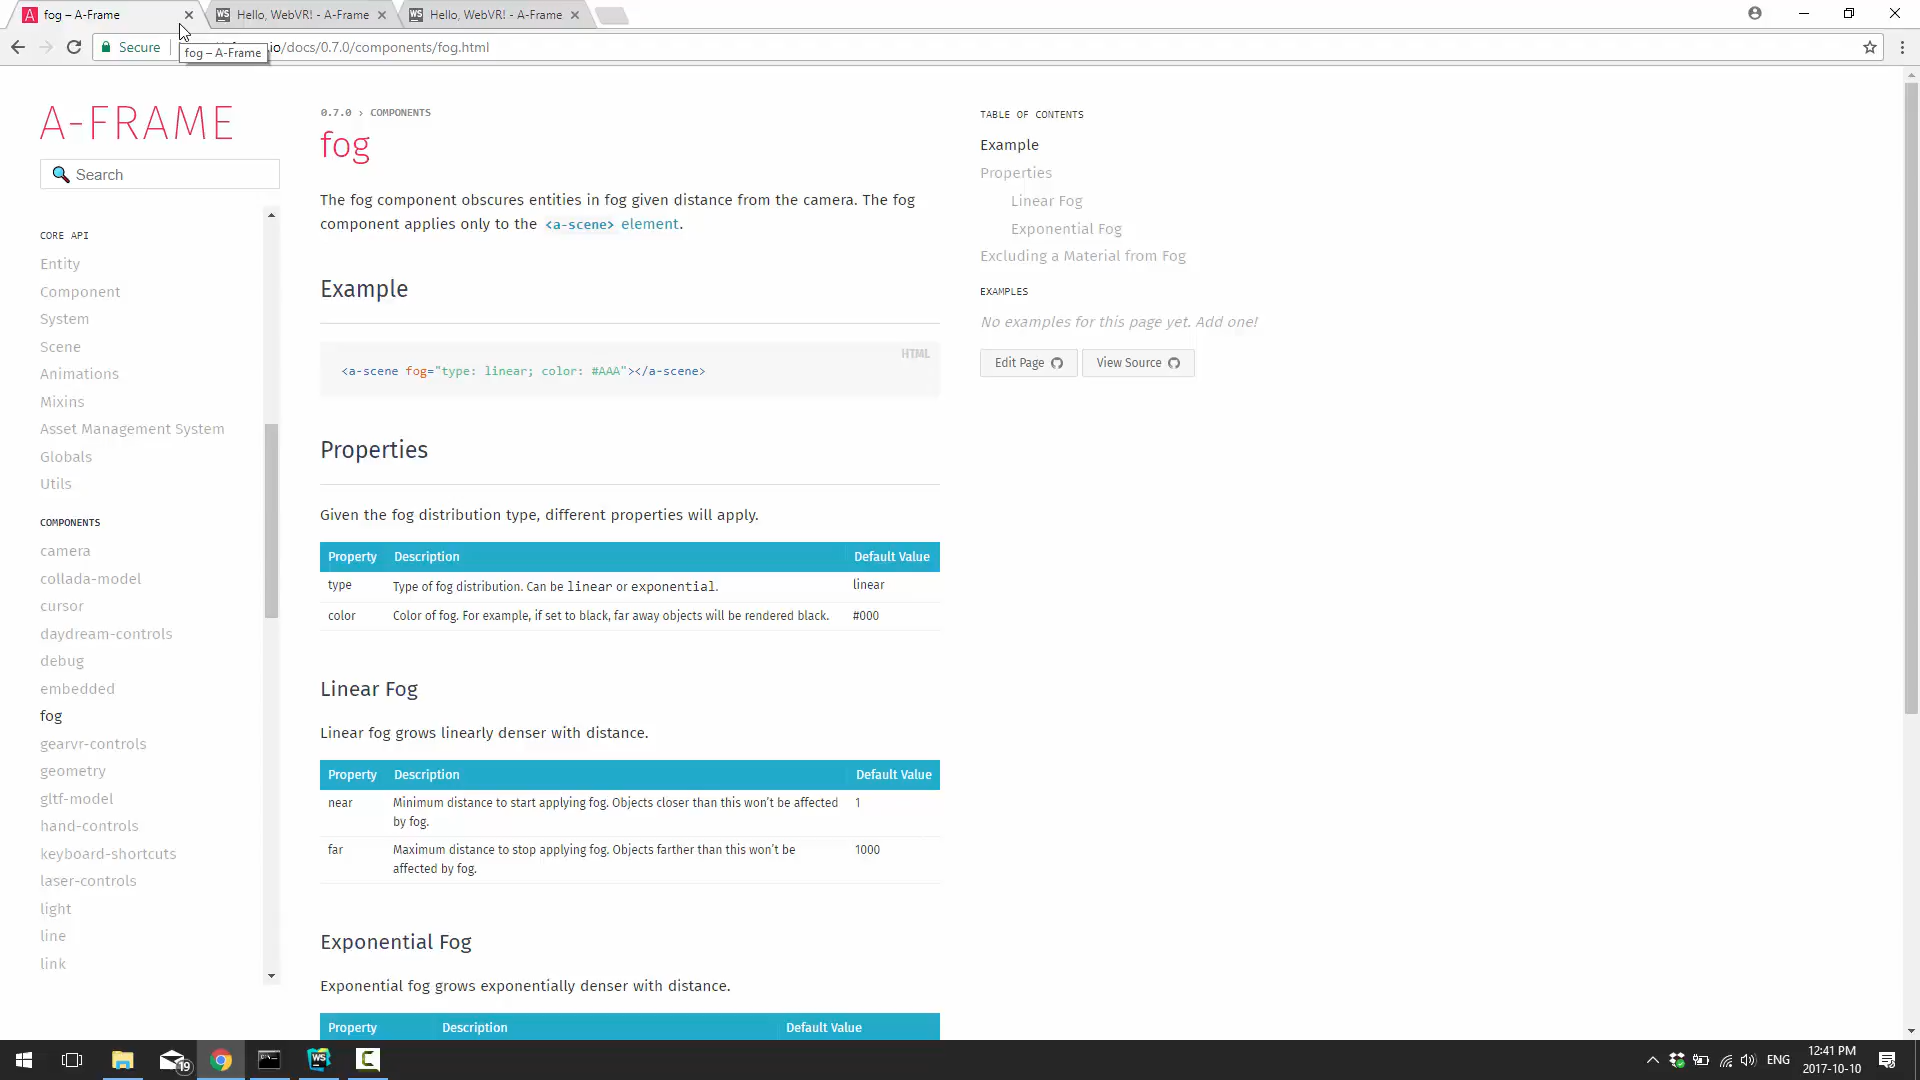 fog – A-Frame
Hello, WebVR! - A-Frame
Hello, WebVR! - A-Frame
Secure
io/docs/0.7.0/components/fog.html
fog – A-Frame
A-FRAME
Search
CORE API
Entity
Component
System
Scene
Animations
Mixins
Asset Management System
Globals
Utils
COMPONENTS
camera
collada-model
cursor
daydream-controls
debug
embedded
fog
gearvr-controls
geometry
gltf-model
hand-controls
keyboard-shortcuts
laser-controls
light
line
link
0.7.0 › COMPONENTS
fog
The fog component obscures entities in fog given distance from the camera. The fog
component applies only to the <a-scene> element.
Example
HTML
<a-scene fog="type: linear; color: #AAA"></a-scene>
Properties
Given the fog distribution type, different properties will apply.
Property Description Default Value
type Type of fog distribution. Can be linear or exponential. linear
color Color of fog. For example, if set to black, far away objects will be rendered black. #000
Linear Fog
Linear fog grows linearly denser with distance.
Property Description Default Value
near Minimum distance to start applying fog. Objects closer than this won't be affected 1
by fog.
far Maximum distance to stop applying fog. Objects farther than this won't be 1000
affected by fog.
Exponential Fog
Exponential fog grows exponentially denser with distance.
Property Description Default Value
TABLE OF CONTENTS
Example
Properties
Linear Fog
Exponential Fog
Excluding a Material from Fog
EXAMPLES
No examples for this page yet. Add one!
Edit Page
View Source
19
WS
ENG
12:41 PM
2017-10-10